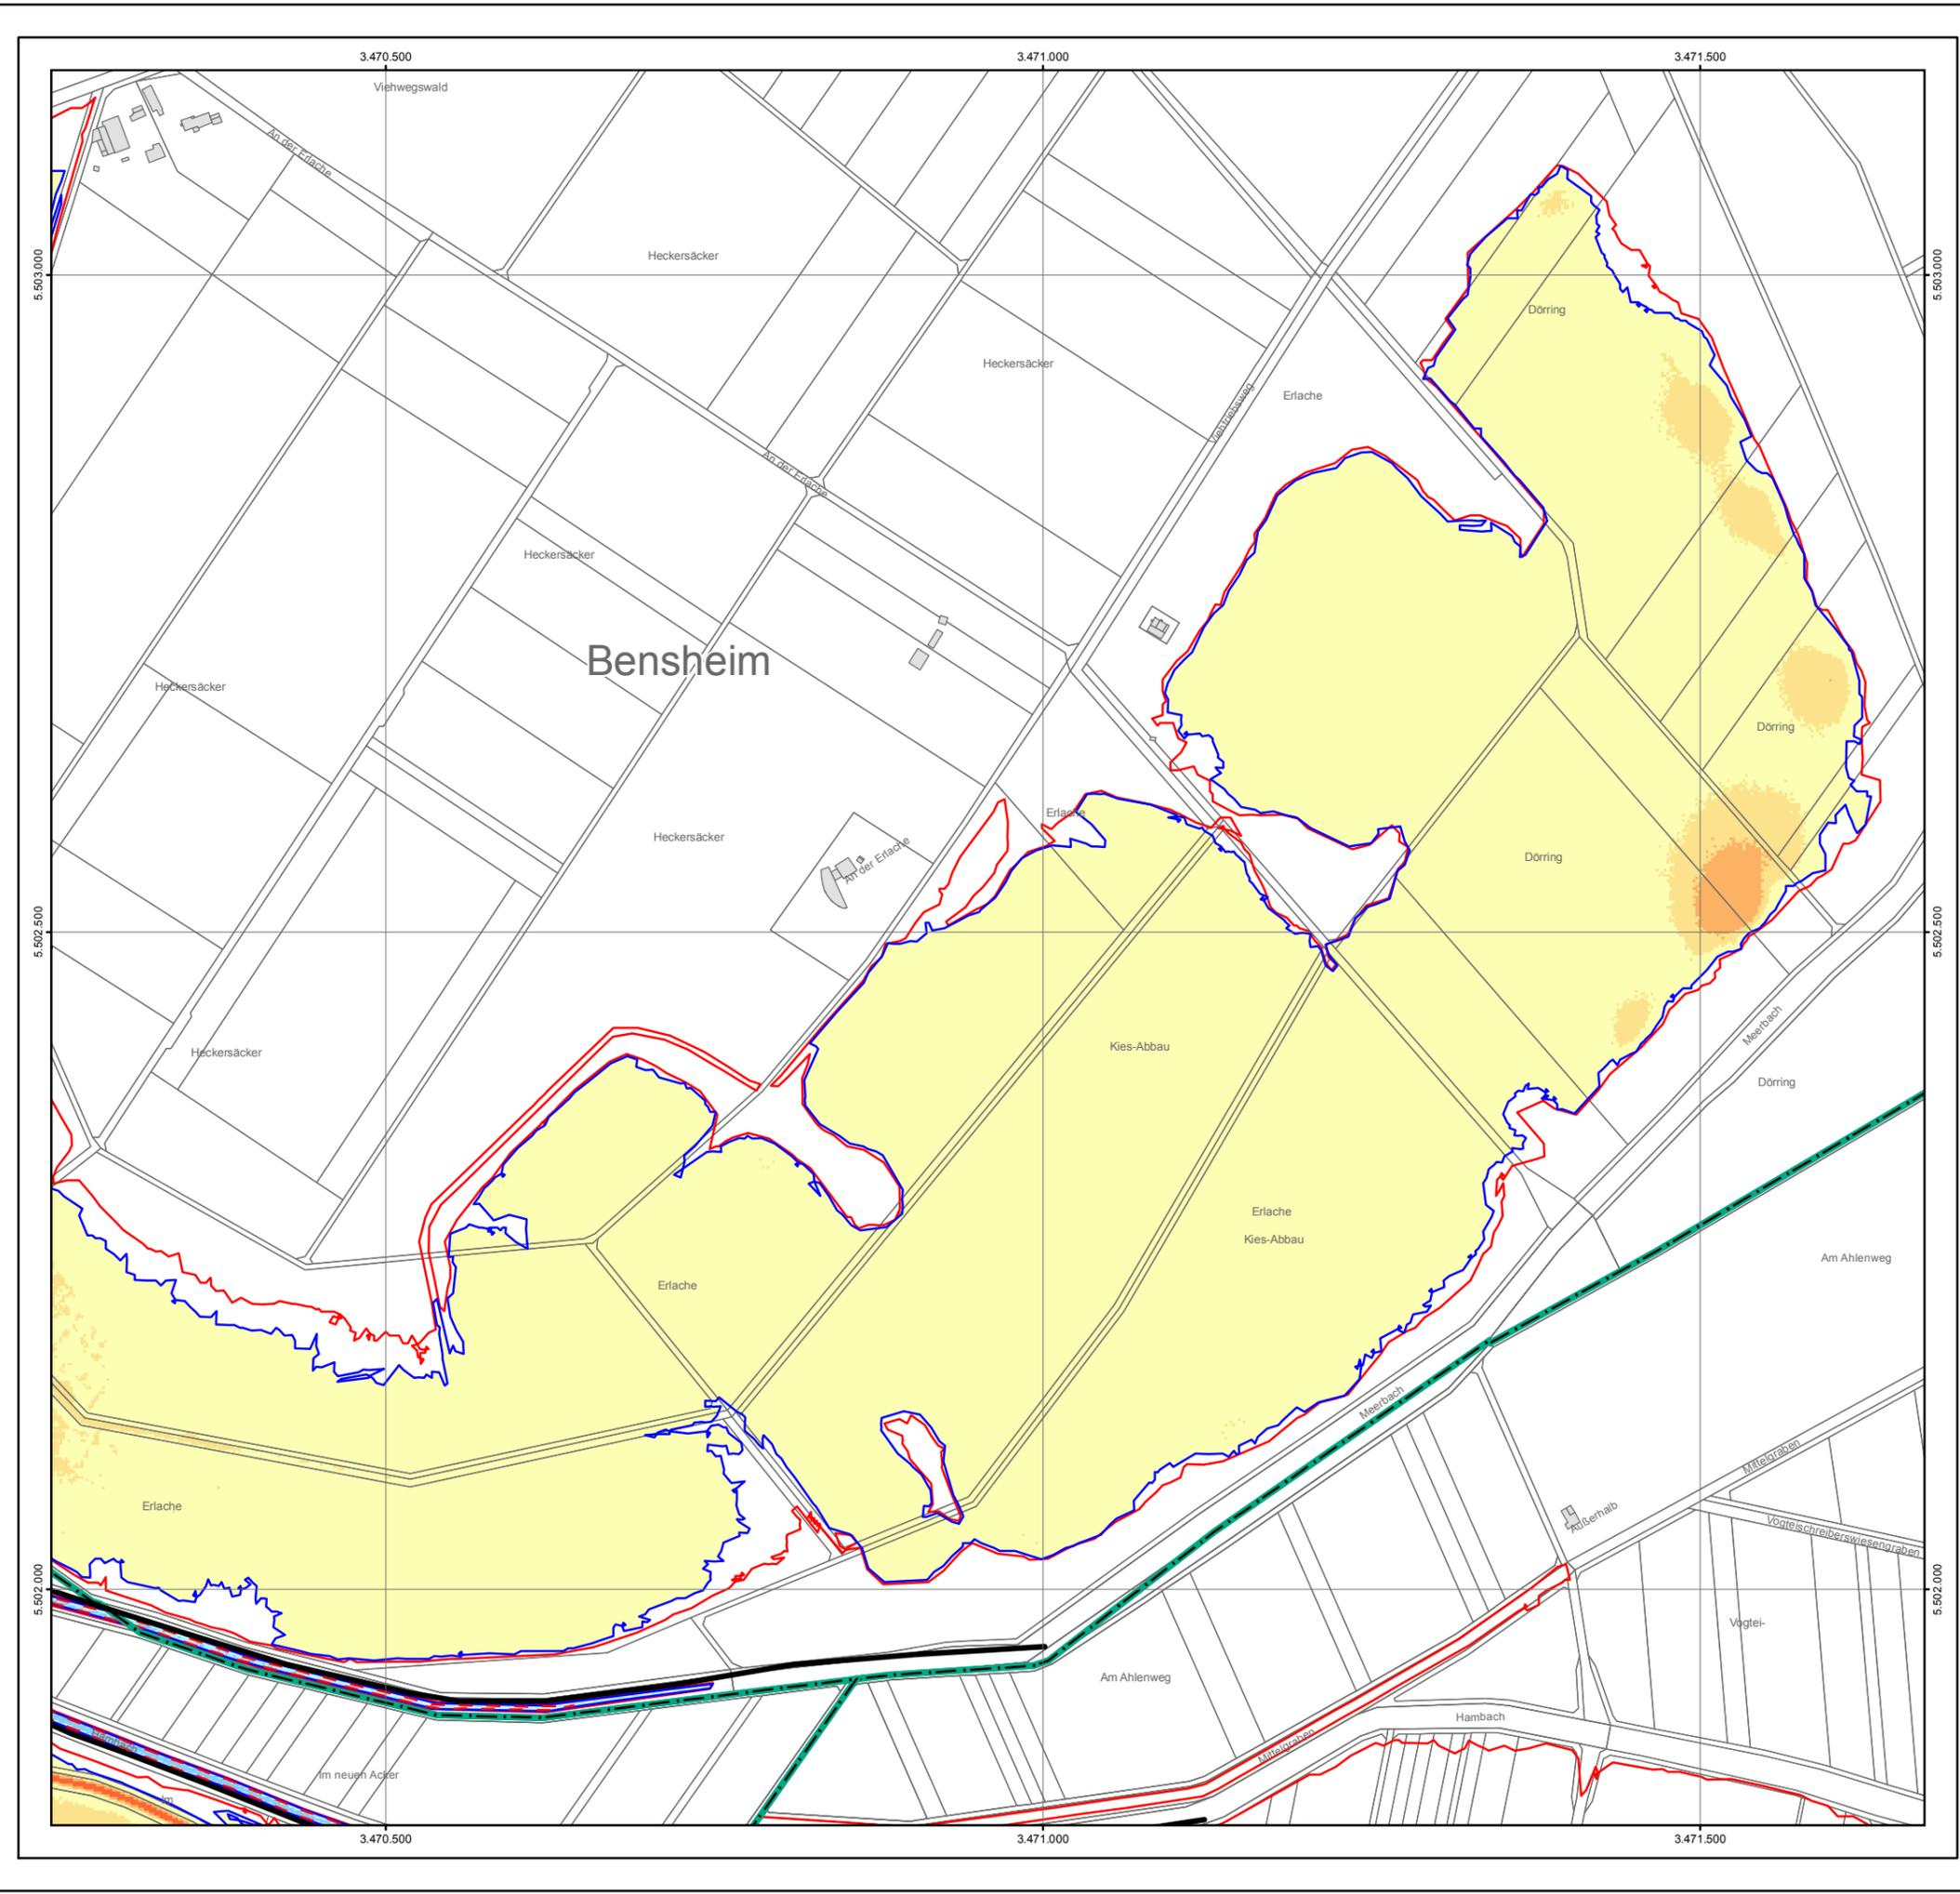 3.470.500
3.471.000
3.471.500
Viehwegswald
An der Erlache
Heckersäcker
5.503.000
5.503.000
Dörring
Heckersäcker
Erlache
Viehtriebsweg
An der Erlache
Heckersäcker
Bensheim
Heckersäcker
Dörring
Erlache
Heckersäcker
An der Erlache
Dörring
5.502.500
5.502.500
Meerbach
Kies-Abbau
Heckersäcker
Dörring
Erlache
Kies-Abbau
Am Ahlenweg
Erlache
Meerbach
Mittelgraben
Erlache
Außerhalb
Vogteischreiberswiesengraben
5.502.000
5.502.000
Vogtei-
Am Ahlenweg
Hambach
Mittelgraben
Im neuen Acker
Im
3.470.500
3.471.000
3.471.500